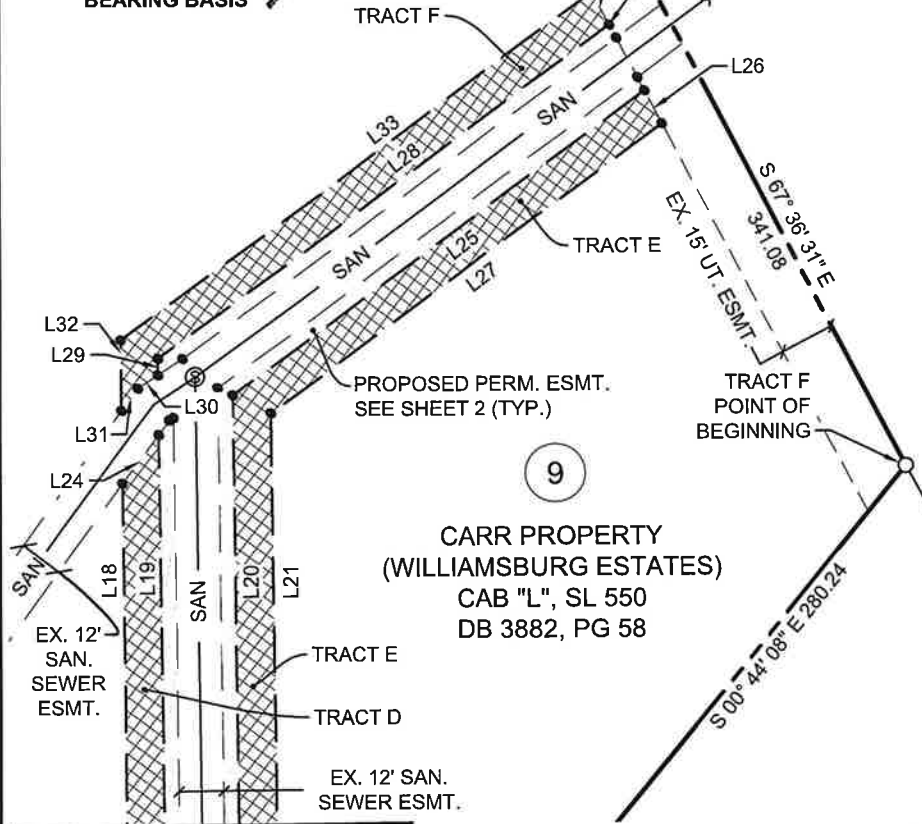 BEARING BASIS
TRACT F
L26
SAN
L33
L28
S 67° 36' 31" E
341.08
EX. 15' UT. ESMT.
L25
TRACT E
SAN
L27
L32
L29
PROPOSED PERM. ESMT.
SEE SHEET 2 (TYP.)
TRACT F
POINT OF
BEGINNING
L30
L31
L24
9
CARR PROPERTY
(WILLIAMSBURG ESTATES)
CAB "L", SL 550
DB 3882, PG 58
SAN
L18
L19
SAN
L20
L21
S 00° 44' 08" E 280.24
EX. 12'
SAN.
SEWER
ESMT.
TRACT E
TRACT D
EX. 12' SAN.
SEWER ESMT.